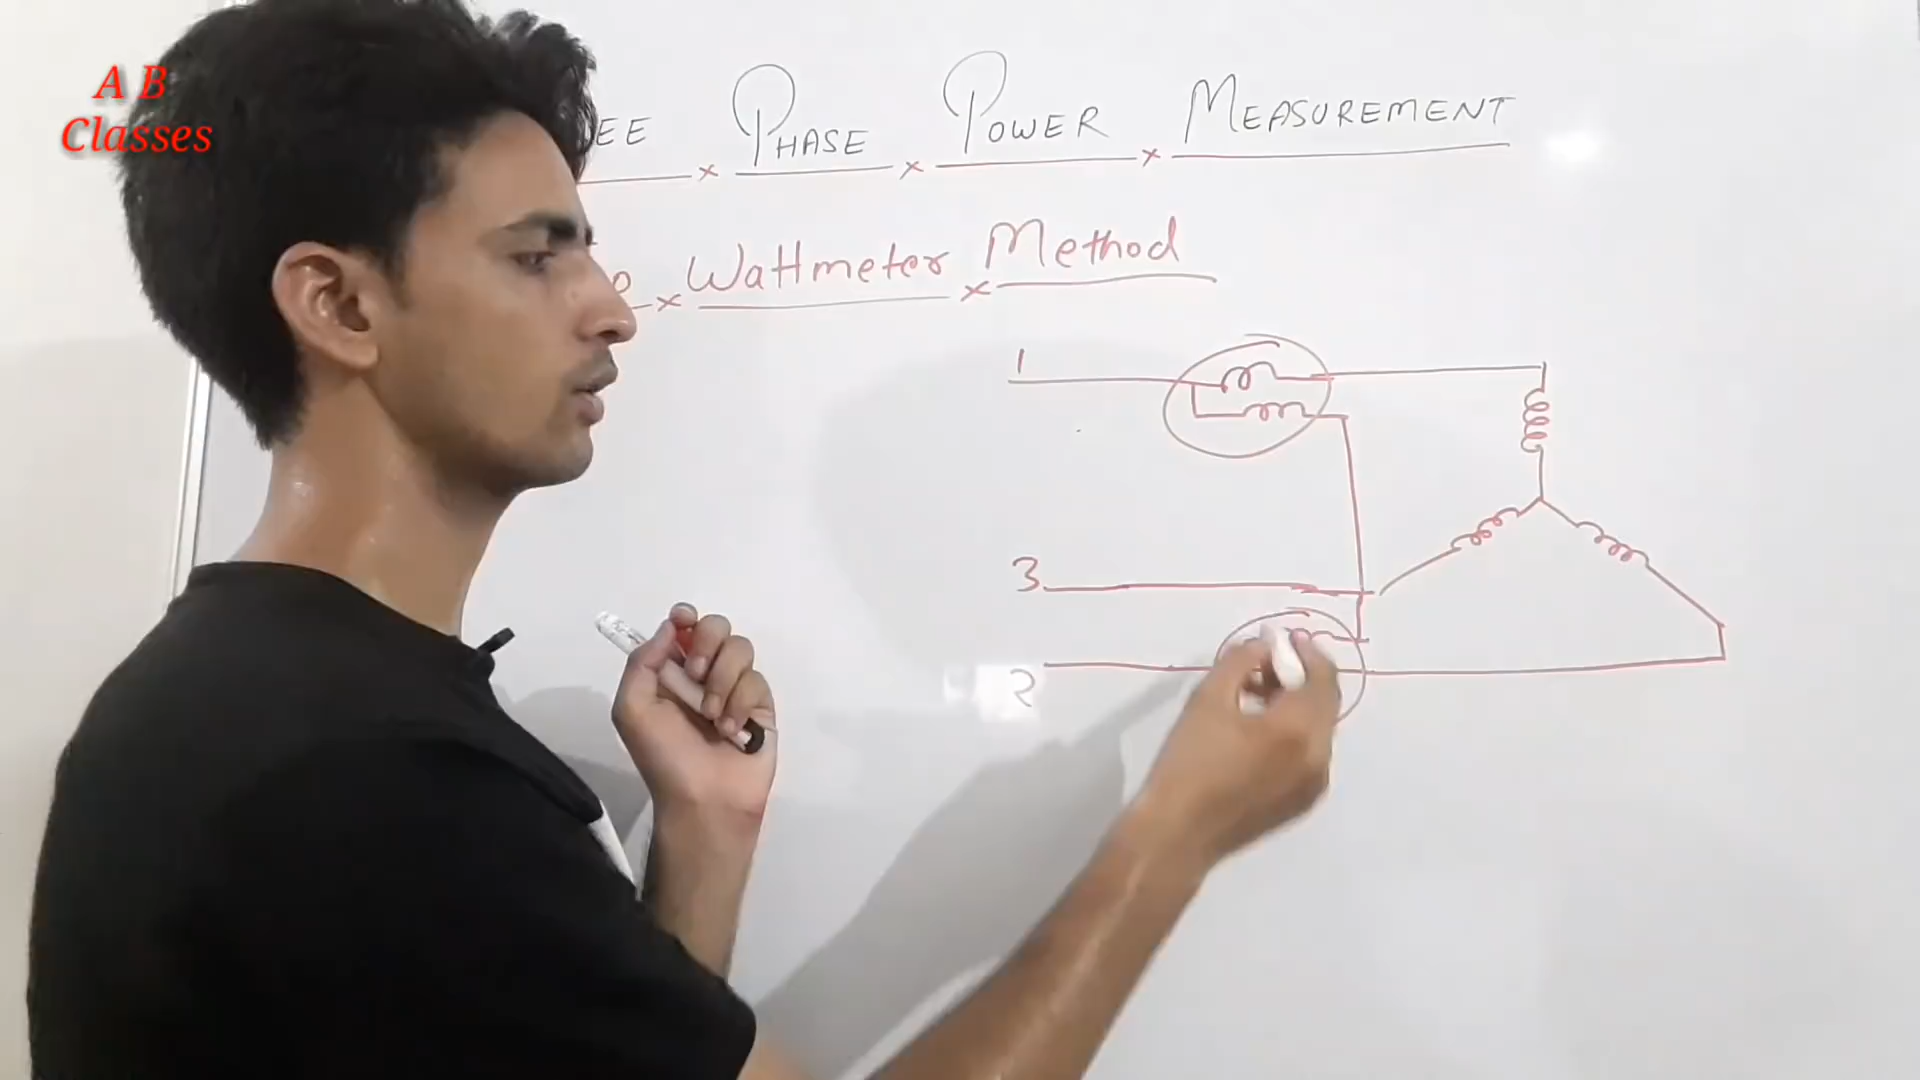 A B
Classes
EE PHASE POWER MEASUREMENT
o Wattmeter Method
1
3
2